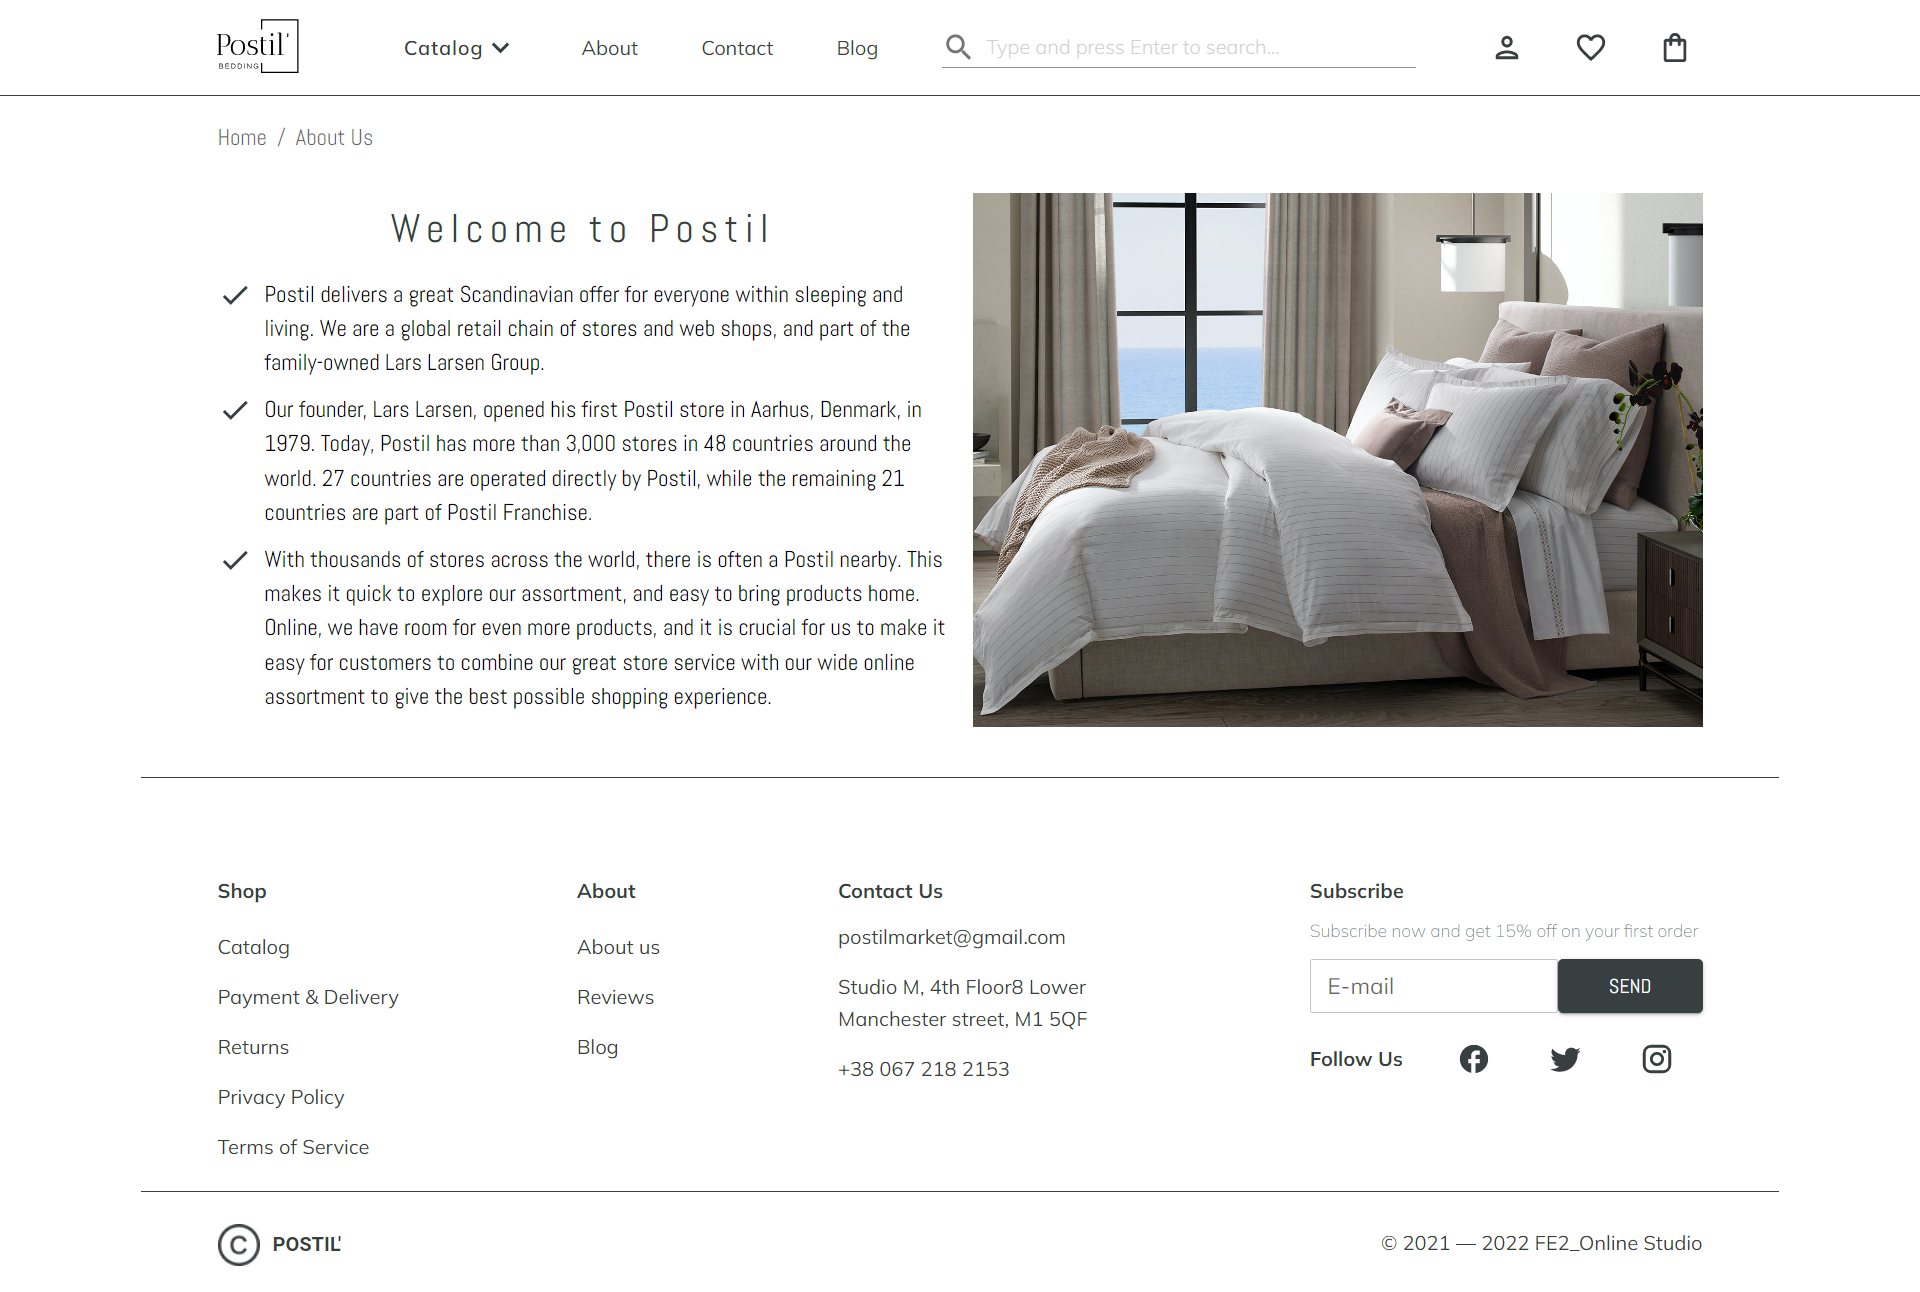 Postil'
BEDDING
Catalog
About
Contact
Blog
Type and press Enter to search...
Home / About Us
Welcome to Postil
Postil delivers a great Scandinavian offer for everyone within sleeping and
living. We are a global retail chain of stores and web shops, and part of the
family-owned Lars Larsen Group.
Our founder, Lars Larsen, opened his first Postil store in Aarhus, Denmark, in
1979. Today, Postil has more than 3,000 stores in 48 countries around the
world. 27 countries are operated directly by Postil, while the remaining 21
countries are part of Postil Franchise.
With thousands of stores across the world, there is often a Postil nearby. This
makes it quick to explore our assortment, and easy to bring products home.
Online, we have room for even more products, and it is crucial for us to make it
easy for customers to combine our great store service with our wide online
assortment to give the best possible shopping experience.
Shop
Catalog
Payment & Delivery
Returns
Privacy Policy
Terms of Service
About
About us
Reviews
Blog
Contact Us
postilmarket@gmail.com
Studio M, 4th Floor8 Lower
Manchester street, M1 5QF
+38 067 218 2153
Subscribe
Subscribe now and get 15% off on your first order
E-mail
SEND
Follow Us
© POSTIL'
© 2021 — 2022 FE2_Online Studio